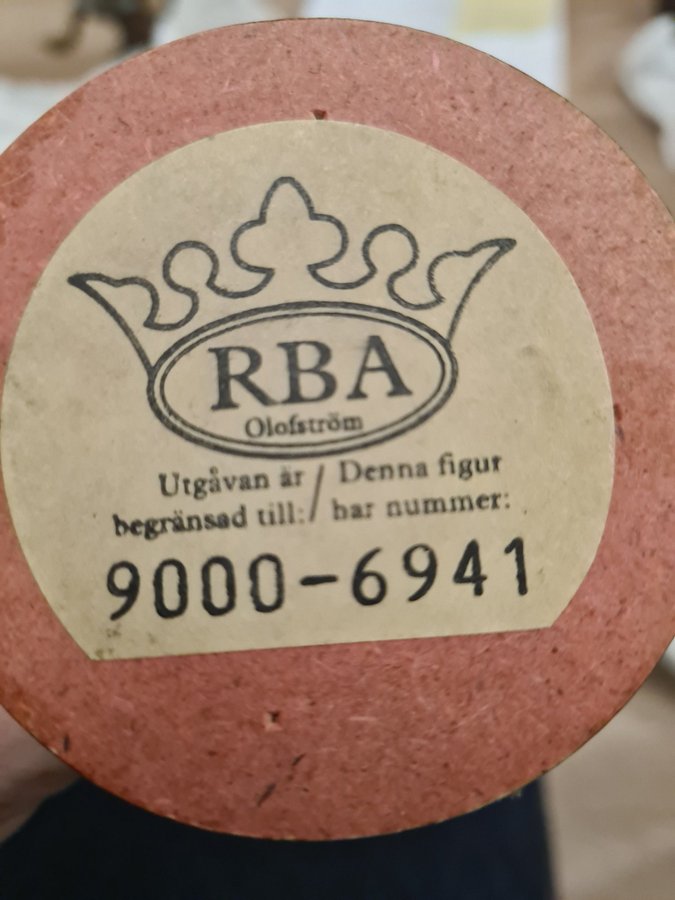 RBA
Olofström
Utgåvan är / Denna figur
begränsad till: / har nummer:
9000-6941